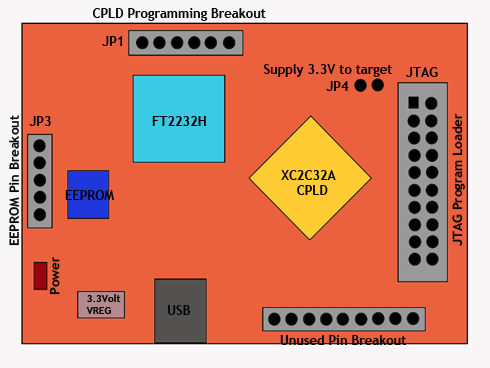 CPLD Programming Breakout
JP1
Supply 3.3V to target
JP4
JTAG
FT2232H
JP3
EEPROM Pin Breakout
EEPROM
XC2C32A
CPLD
JTAG Program Loader
Power
3.3Volt
VREG
USB
Unused Pin Breakout